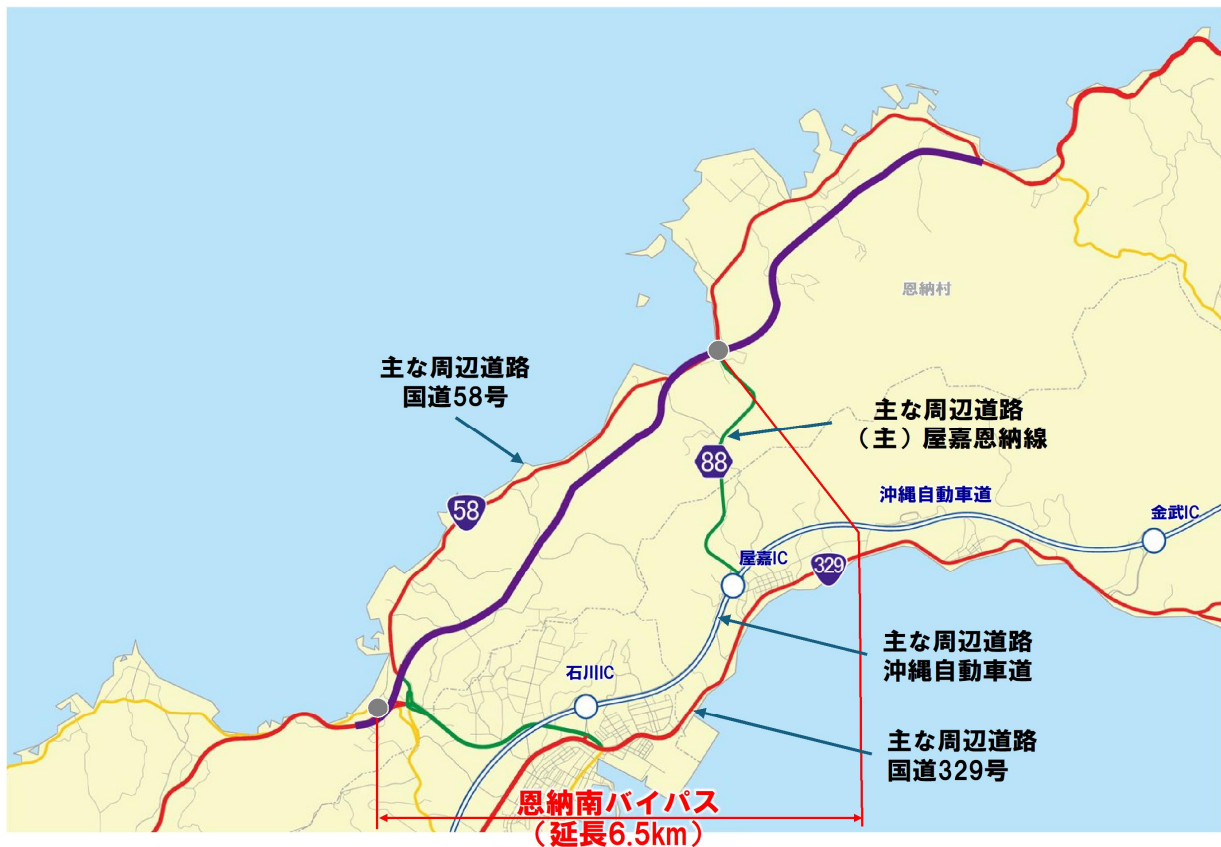 恩納村
主な周辺道路
国道58号
主な周辺道路
（主）屋嘉恩納線
88
沖縄自動車道
58
金武IC
屋嘉IC
329
主な周辺道路
沖縄自動車道
石川IC
主な周辺道路
国道329号
恩納南バイパス
（延長6.5km）